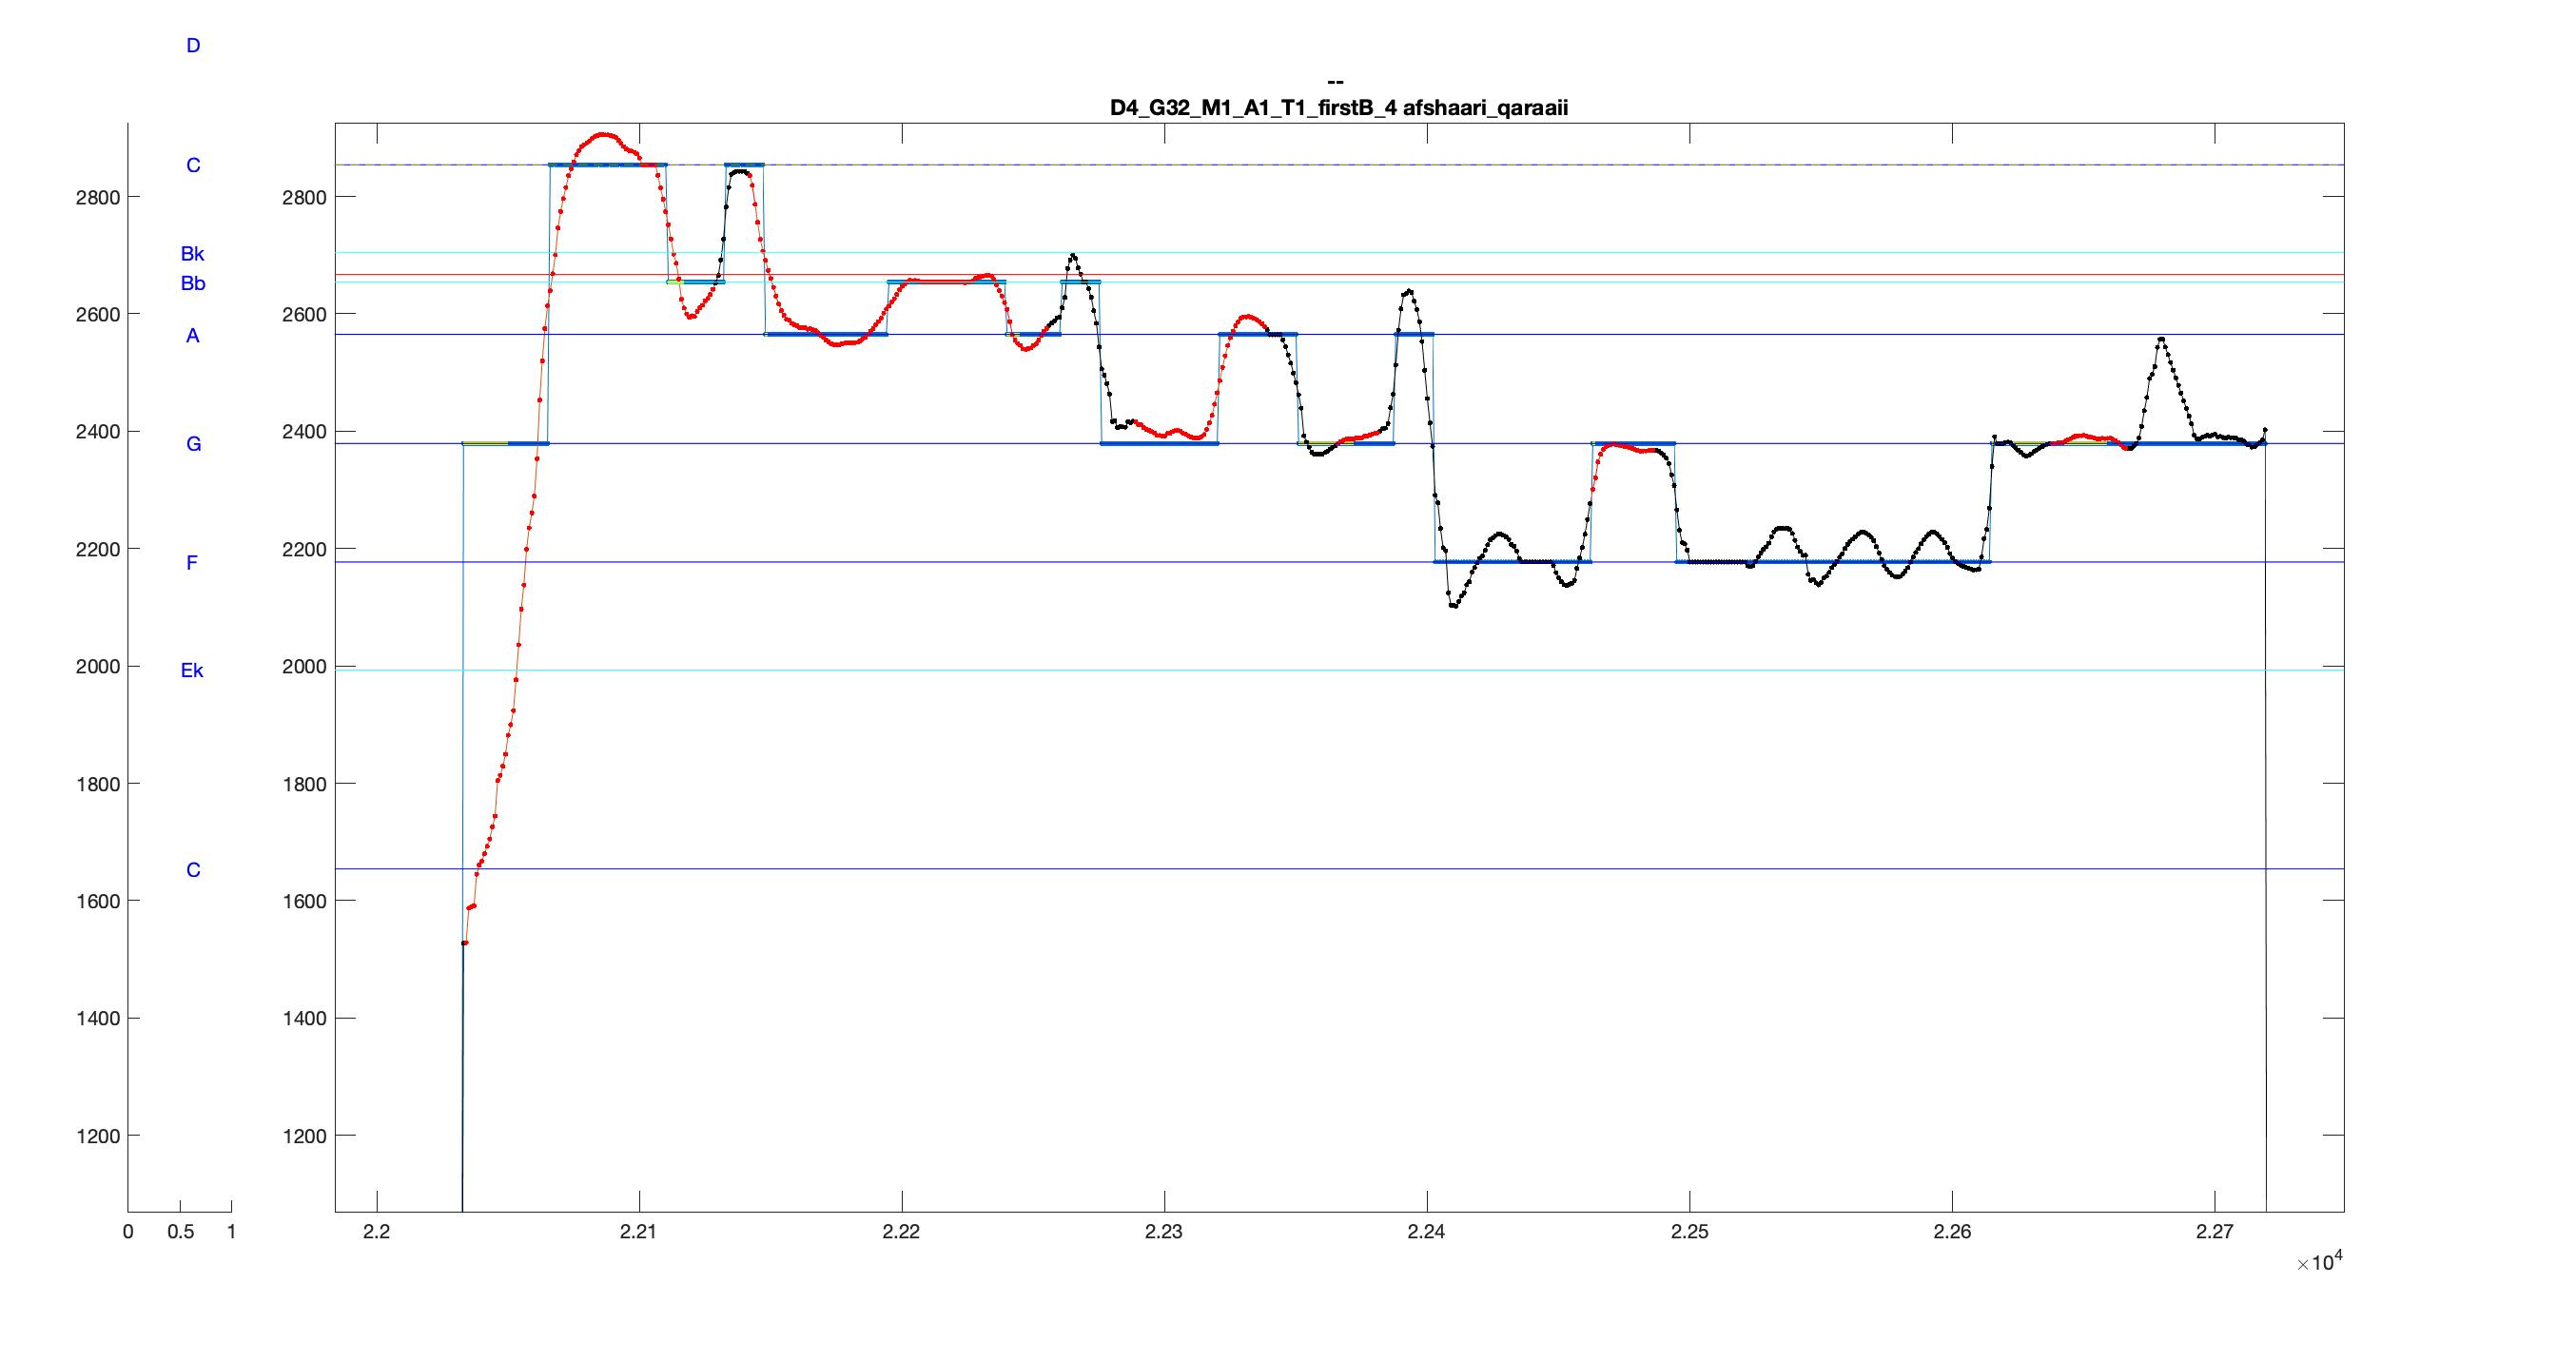 D
--
D4_G32_M1_A1_T1_firstB_4 afshaari_qaraaii
C
2800 2800
Bk
Bb
2600 2600
A
2400 G 2400
2200 2200
F
2000 Ek 2000
1800 1800
C
1600 1600
1400 1400
1200 1200
0 0.5 1 2.2 2.21 2.22 2.23 2.24 2.25 2.26 2.27
×10⁴